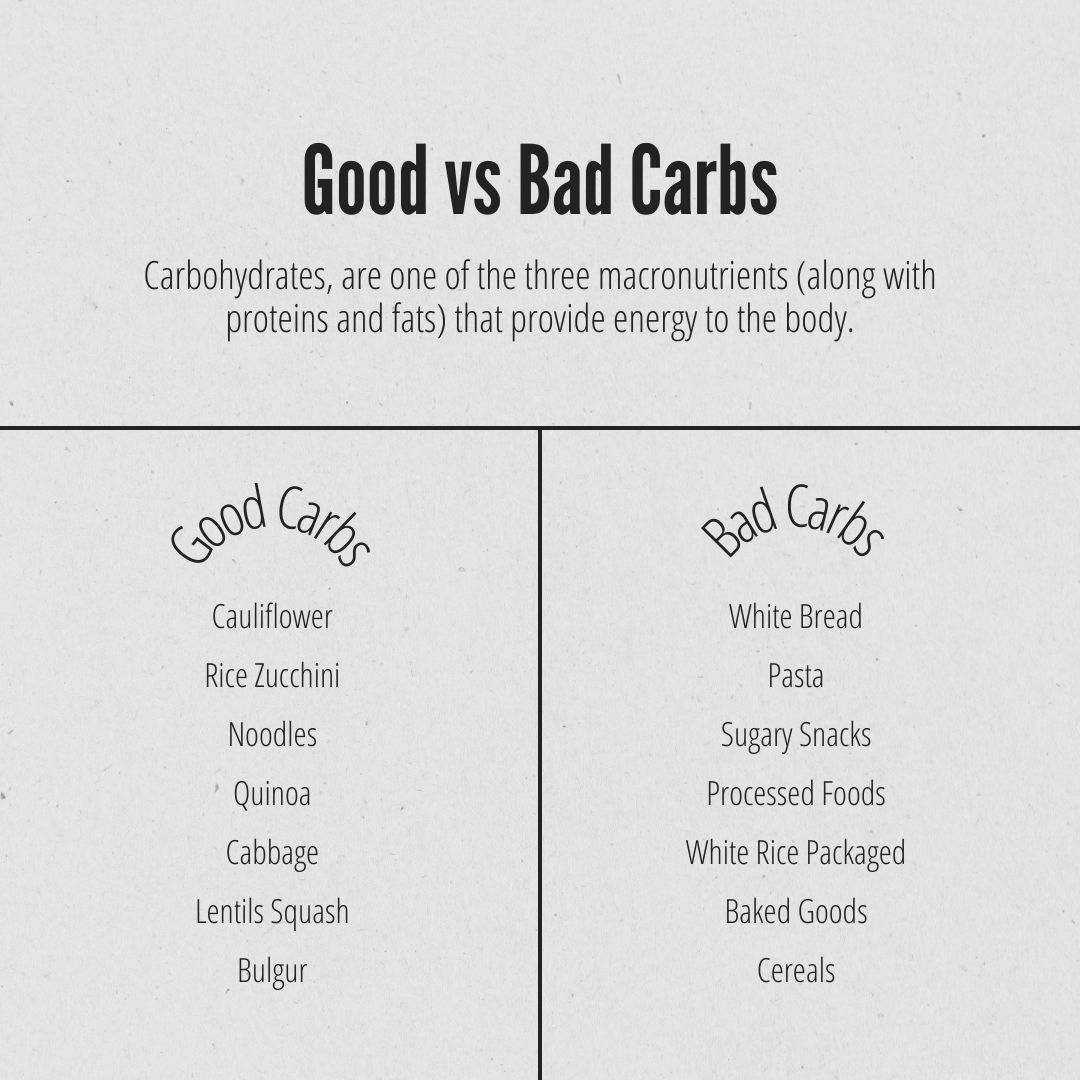 Good vs Bad Carbs
Carbohydrates, are one of the three macronutrients (along with
proteins and fats) that provide energy to the body.
Good Carbs
Cauliflower
Rice Zucchini
Noodles
Quinoa
Cabbage
Lentils Squash
Bulgur
Bad Carbs
White Bread
Pasta
Sugary Snacks
Processed Foods
White Rice Packaged
Baked Goods
Cereals